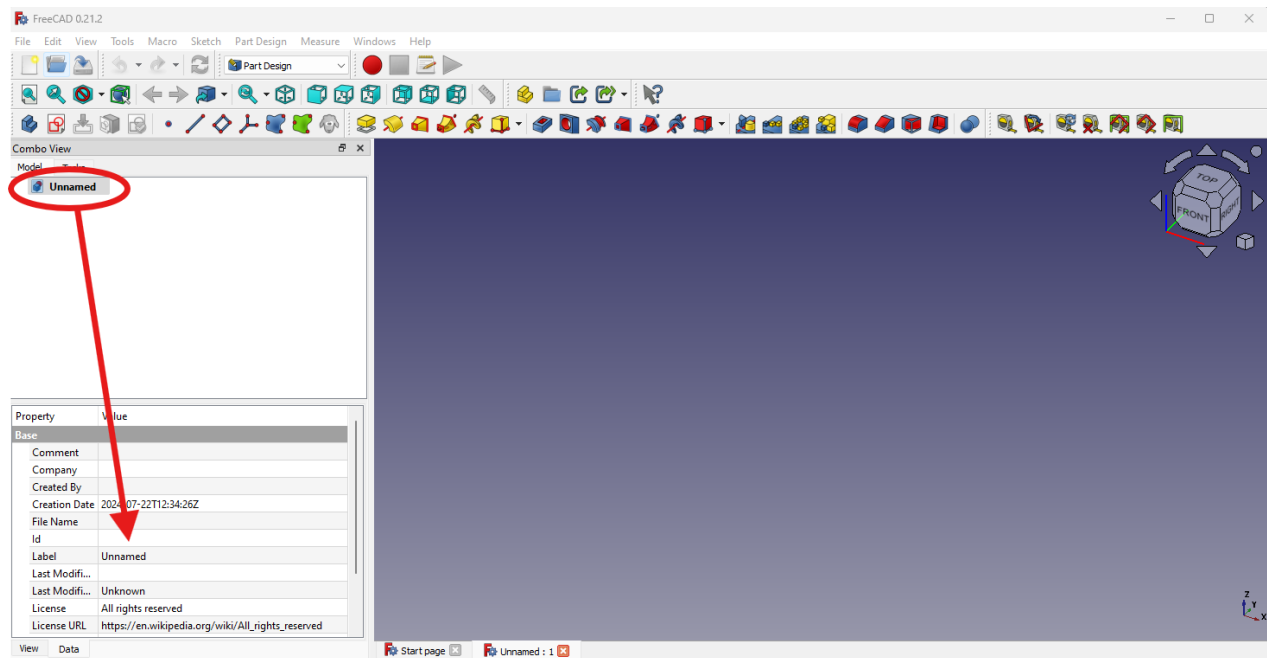 FreeCAD 0.21.2
File Edit View Tools Macro Sketch Part Design Measure Windows Help
Part Design
Combo View
Model
Unnamed
TOP
FRONT RIGHT
Property
Base
Comment
Company
Created By
Creation Date 2024-07-22T12:34:26Z
File Name
Id
Label Unnamed
Last Modifi...
Last Modifi... Unknown
License All rights reserved
License URL https://en.wikipedia.org/wiki/All_rights_reserved
View Data
Start page Unnamed : 1
Z
Y
X